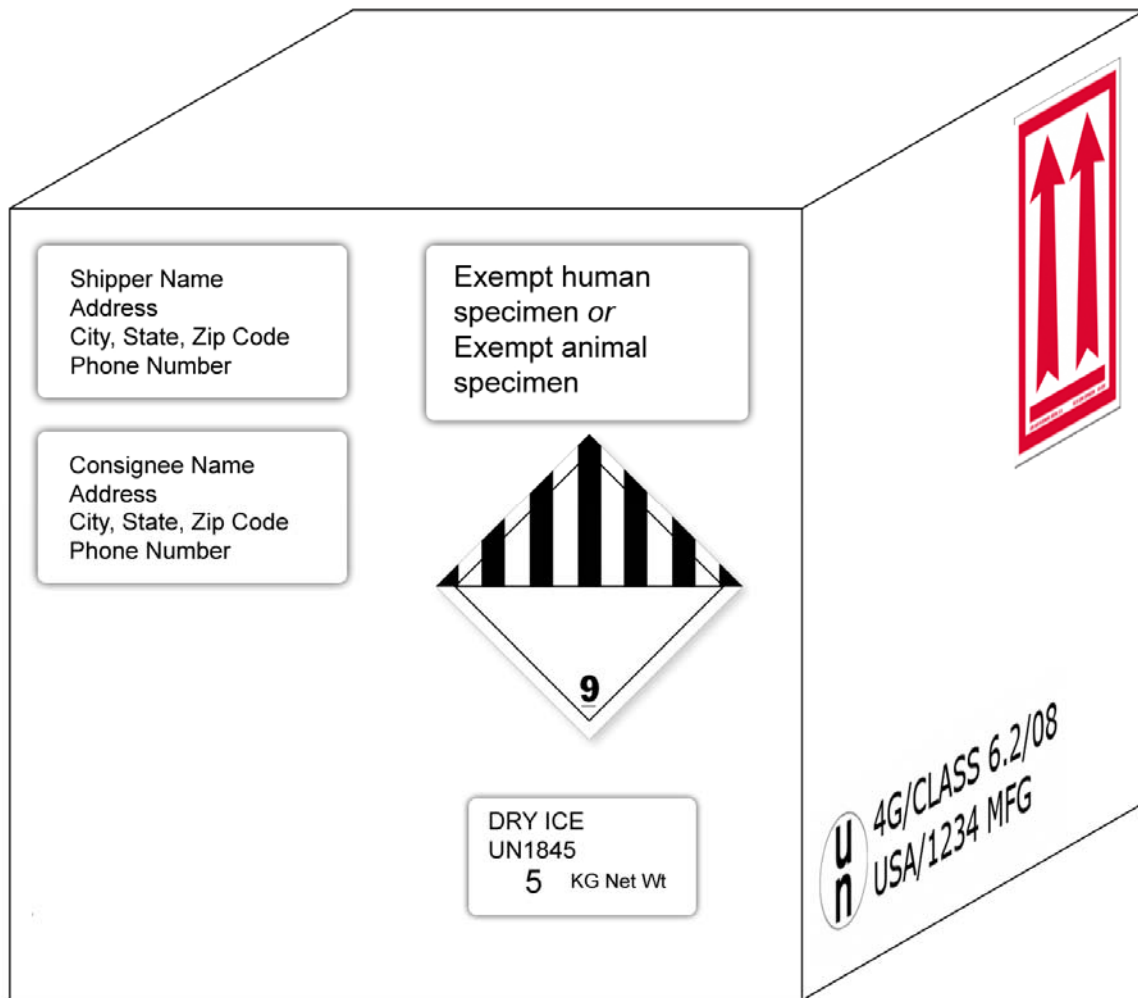 Shipper Name
Address
City, State, Zip Code
Phone Number
Exempt human
specimen or
Exempt animal
specimen
Consignee Name
Address
City, State, Zip Code
Phone Number
9
DRY ICE
UN1845
5 KG Net Wt
un
4G/CLASS 6.2/08
USA/1234 MFG